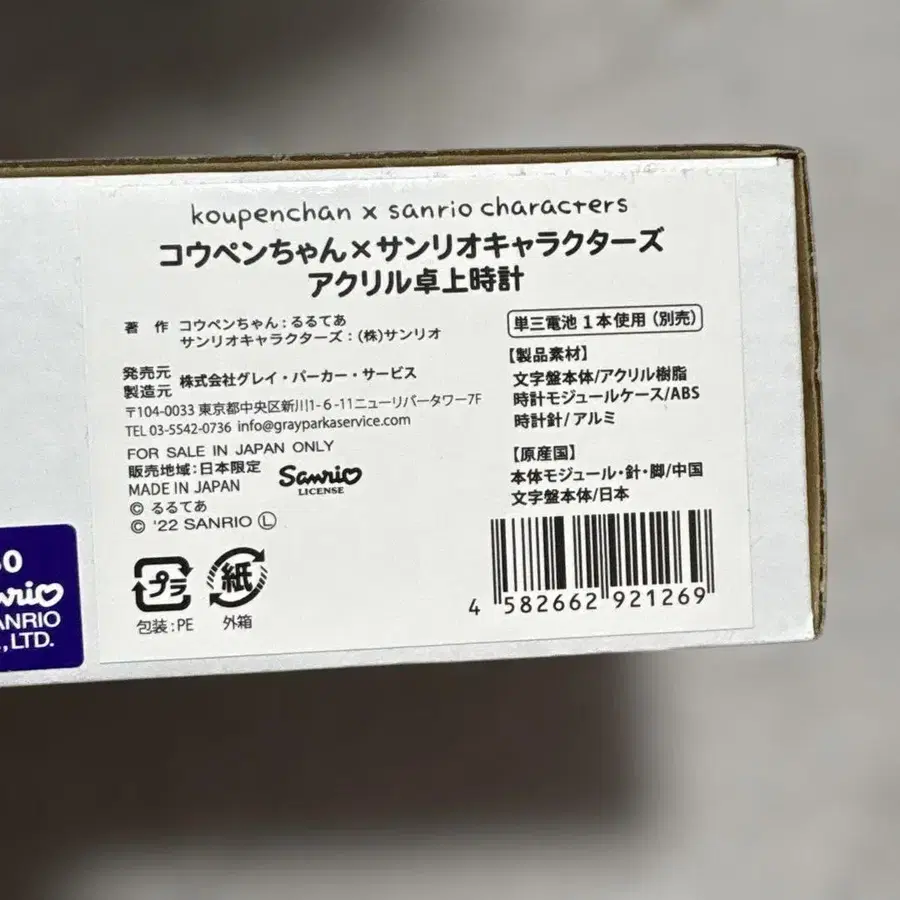 koupenchan x sanrio characters
コウペンちゃん×サンリオキャラクターズ
アクリル卓上時計
著 作 コウペンちゃん:るるてあ
サンリオキャラクターズ:(株)サンリオ
発売元
製造元 株式会社グレイ・パーカー・サービス
〒104-0033 東京都中央区新川1-6-11ニューリバータワー7F
TEL 03-5542-0736 info@grayparkaservice.com
FOR SALE IN JAPAN ONLY
販売地域:日本限定
MADE IN JAPAN
Sanrio
LICENSE
© るるてあ
© '22 SANRIO Ⓛ
プラ
包装:PE
紙
外箱
単三電池1本使用(別売)
【製品素材】
文字盤本体/アクリル樹脂
時計モジュールケース/ABS
時計針/アルミ
【原産国】
本体モジュール・針・脚/中国
文字盤本体/日本
4 582662 921269
LTD.